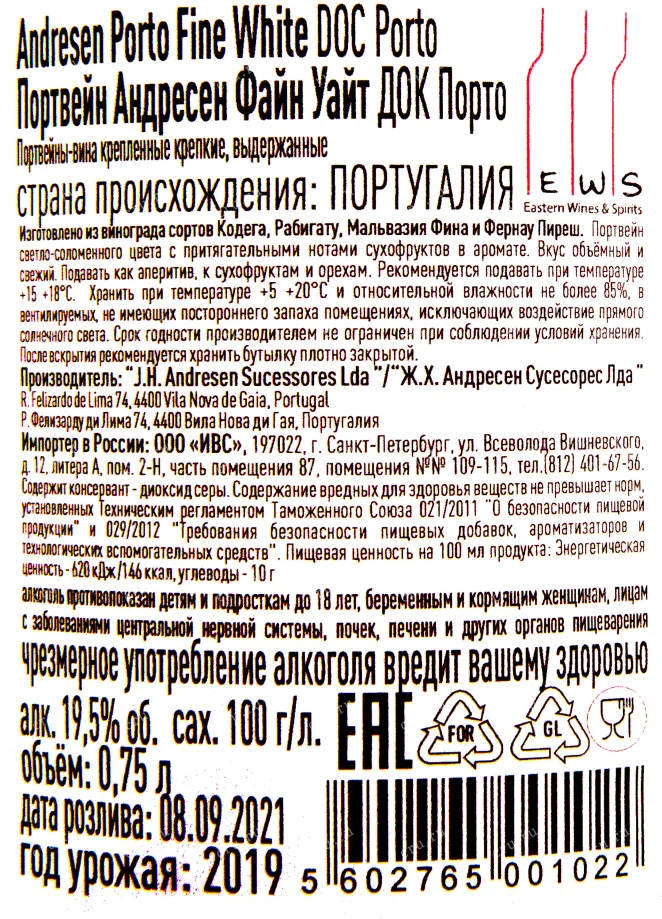 Andresen Porto Fine White DOC Porto
Портвейн Андресен Файн Уайт ДОК Порто
Портвейны-вина крепленные крепкие, выдержанные
страна происхождения: ПОРТУГАЛИЯ
E W S
Eastern Wines & Spirits
Изготовлено из винограда сортов Кодега, Рабигату, Мальвазия Фина и Фернау Пиреш. Портвейн
светло-соломенного цвета с притягательными нотами сухофруктов в аромате. Вкус объёмный и
свежий. Подавать как аперитив, к сухофруктам и орехам. Рекомендуется подавать при температуре
+15 +18°C. Хранить при температуре +5 +20°C и относительной влажности не более 85%, в
вентилируемых, не имеющих постороннего запаха помещениях, исключающих воздействие прямого
солнечного света. Срок годности производителем не ограничен при соблюдении условий хранения.
После вскрытия рекомендуется хранить бутылку плотно закрытой.
Производитель: "J.H. Andresen Sucessores Lda "/"Ж.Х. Андресен Сусесорес Лда "
R. Felizardo de Lima 74, 4400 Vila Nova de Gaia, Portugal
Р. Фелизарду ди Лима 74, 4400 Вила Нова ди Гая, Португалия
Импортер в России: ООО «ИВС», 197022, г. Санкт-Петербург, ул. Всеволода Вишневского,
д. 12, литера А, пом. 2-Н, часть помещения 87, помещения №№ 109-115, тел.(812) 401-67-56.
Содержит консервант - диоксид серы. Содержание вредных для здоровья веществ не превышает норм,
установленных Техническим регламентом Таможенного Союза 021/2011 "О безопасности пищевой
продукции" и 029/2012 "Требования безопасности пищевых добавок, ароматизаторов и
технологических вспомогательных средств". Пищевая ценность на 100 мл продукта: Энергетическая
ценность - 620 кДж/146 ккал, углеводы - 10 г
алкоголь противопоказан детям и подросткам до 18 лет, беременным и кормящим женщинам, лицам
с заболеваниями центральной нервной системы, почек, печени и других органов пищеварения
чрезмерное употребление алкоголя вредит вашему здоровью
алк. 19,5% об. сах. 100 г/л.
EAC
FOR
GL
объём: 0,75 л
дата розлива: 08.09.2021
год урожая: 2019
5 602765 001022